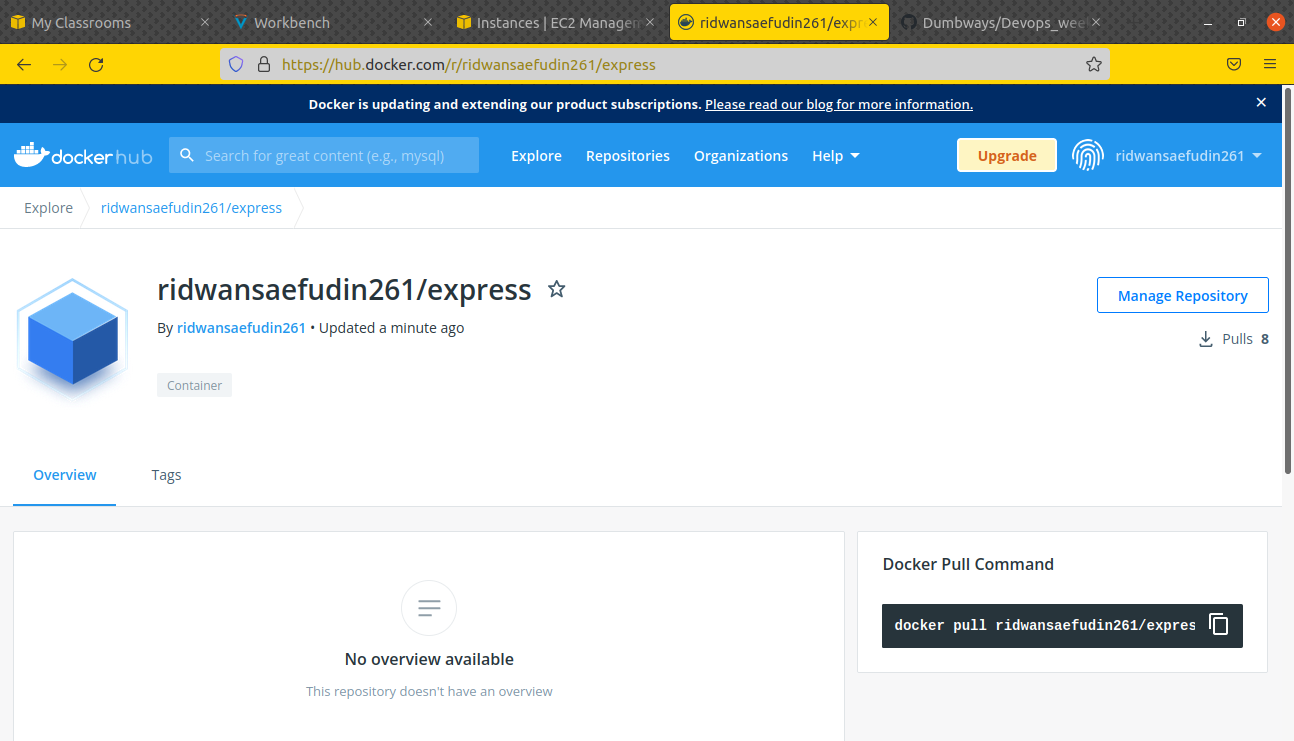 My Classrooms
Workbench
Instances | EC2 Managem
ridwansaefudin261/expr
Dumbways/Devops_wee
https://hub.docker.com/r/ridwansaefudin261/express
Docker is updating and extending our product subscriptions. Please read our blog for more information.
docker hub
Search for great content (e.g., mysql)
Explore
Repositories
Organizations
Help
Upgrade
ridwansaefudin261
Explore
ridwansaefudin261/express
ridwansaefudin261/express
Manage Repository
By ridwansaefudin261 • Updated a minute ago
Pulls 8
Container
Overview
Tags
Docker Pull Command
docker pull ridwansaefudin261/expres
No overview available
This repository doesn't have an overview